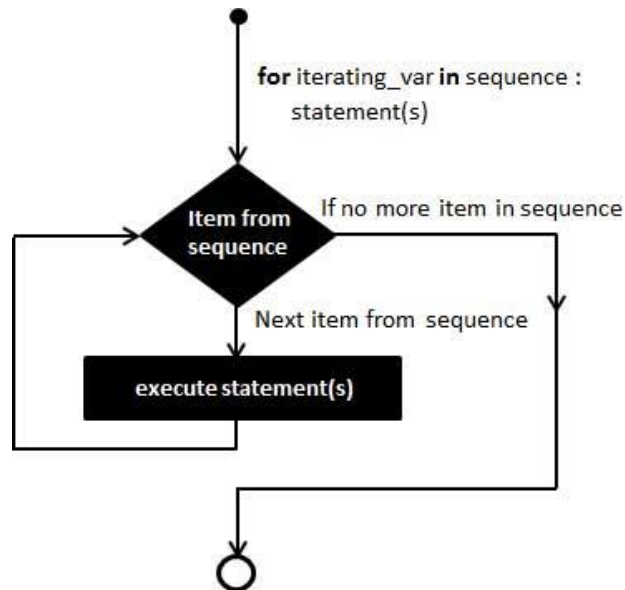 for iterating_var in sequence :
statement(s)
If no more item in sequence
Item from
sequence
Next item from sequence
execute statement(s)